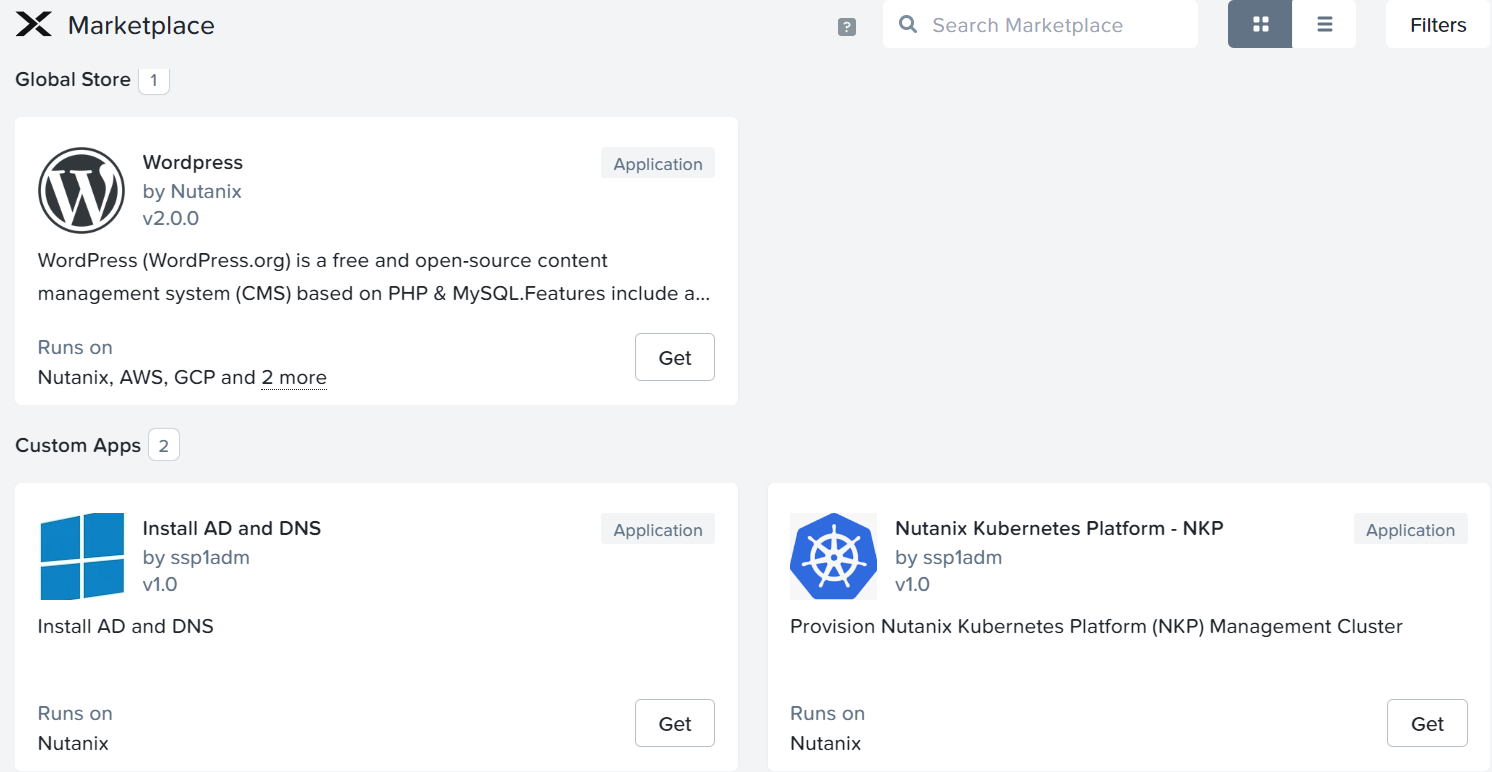 Marketplace
?
Search Marketplace
Filters
Global Store 1
Wordpress
Application
by Nutanix
v2.0.0
WordPress (WordPress.org) is a free and open-source content
management system (CMS) based on PHP & MySQL.Features include a...
Runs on
Get
Nutanix, AWS, GCP and 2 more
Custom Apps 2
Install AD and DNS
Application
by ssp1adm
v1.0
Install AD and DNS
Runs on
Get
Nutanix
Nutanix Kubernetes Platform - NKP
Application
by ssp1adm
v1.0
Provision Nutanix Kubernetes Platform (NKP) Management Cluster
Runs on
Get
Nutanix